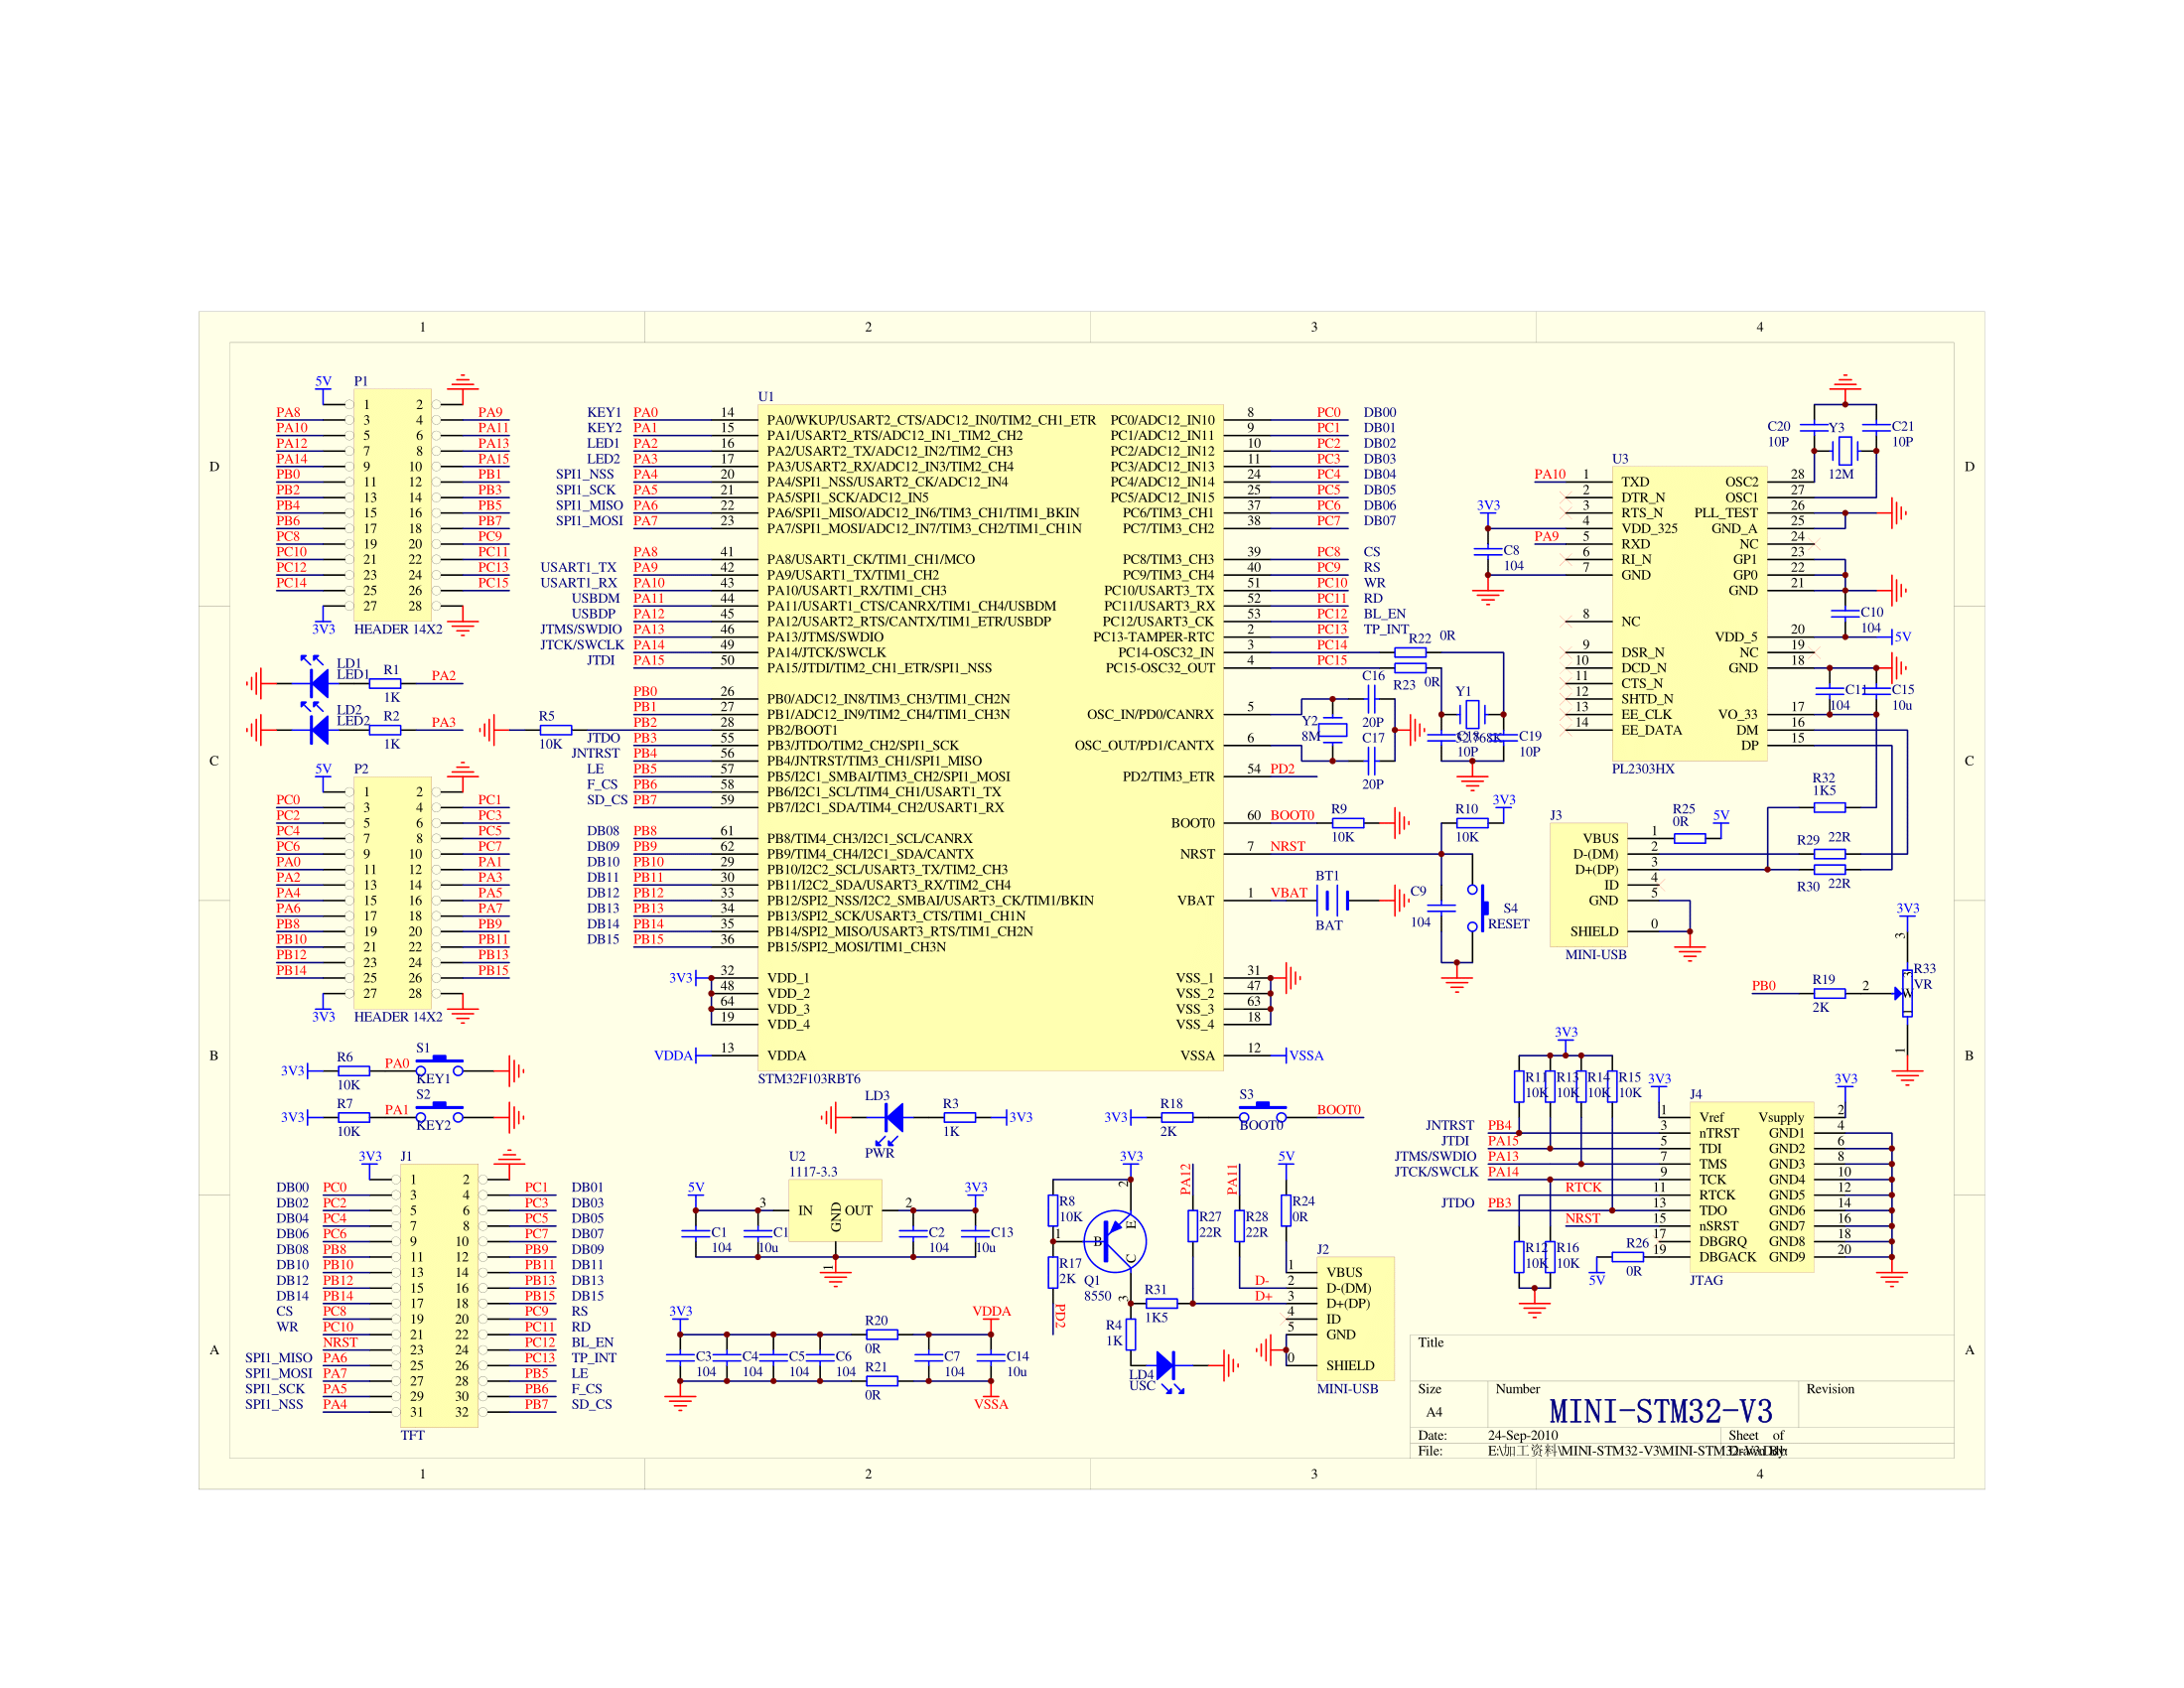 1 2 3 4
D D
C C
B B
A A
P1
5V
1 2
PA8 3 4 PA9
PA10 5 6 PA11
PA12 7 8 PA13
PA14 9 10 PA15
PB0 11 12 PB1
PB2 13 14 PB3
PB4 15 16 PB5
PB6 17 18 PB7
PC8 19 20 PC9
PC10 21 22 PC11
PC12 23 24 PC13
PC14 25 26 PC15
27 28
3V3 HEADER 14X2
LD1
LED1 R1 PA2
1K
LD2
LED2 R2 PA3
1K
R5
10K
P2
5V
1 2
PC0 3 4 PC1
PC2 5 6 PC3
PC4 7 8 PC5
PC6 9 10 PC7
PA0 11 12 PA1
PA2 13 14 PA3
PA4 15 16 PA5
PA6 17 18 PA7
PB8 19 20 PB9
PB10 21 22 PB11
PB12 23 24 PB13
PB14 25 26 PB15
27 28
3V3 HEADER 14X2
3V3 R6 PA0 S1
10K KEY1
3V3 R7 PA1 S2
10K KEY2
J1
3V3
1 2
DB00 PC0 3 4 PC1 DB01
DB02 PC2 5 6 PC3 DB03
DB04 PC4 7 8 PC5 DB05
DB06 PC6 9 10 PC7 DB07
DB08 PB8 11 12 PB9 DB09
DB10 PB10 13 14 PB11 DB11
DB12 PB12 15 16 PB13 DB13
DB14 PB14 17 18 PB15 DB15
CS PC8 19 20 PC9 RS
WR PC10 21 22 PC11 RD
NRST 23 24 PC12 BL_EN
SPI1_MISO PA6 25 26 PC13 TP_INT
SPI1_MOSI PA7 27 28 PB5 LE
SPI1_SCK PA5 29 30 PB6 F_CS
SPI1_NSS PA4 31 32 PB7 SD_CS
TFT
U1
KEY1 PA0 14 PA0/WKUP/USART2_CTS/ADC12_IN0/TIM2_CH1_ETR
KEY2 PA1 15 PA1/USART2_RTS/ADC12_IN1_TIM2_CH2
LED1 PA2 16 PA2/USART2_TX/ADC12_IN2/TIM2_CH3
LED2 PA3 17 PA3/USART2_RX/ADC12_IN3/TIM2_CH4
SPI1_NSS PA4 20 PA4/SPI1_NSS/USART2_CK/ADC12_IN4
SPI1_SCK PA5 21 PA5/SPI1_SCK/ADC12_IN5
SPI1_MISO PA6 22 PA6/SPI1_MISO/ADC12_IN6/TIM3_CH1/TIM1_BKIN
SPI1_MOSI PA7 23 PA7/SPI1_MOSI/ADC12_IN7/TIM3_CH2/TIM1_CH1N
PA8 41 PA8/USART1_CK/TIM1_CH1/MCO
USART1_TX PA9 42 PA9/USART1_TX/TIM1_CH2
USART1_RX PA10 43 PA10/USART1_RX/TIM1_CH3
USBDM PA11 44 PA11/USART1_CTS/CANRX/TIM1_CH4/USBDM
USBDP PA12 45 PA12/USART2_RTS/CANTX/TIM1_ETR/USBDP
JTMS/SWDIO PA13 46 PA13/JTMS/SWDIO
JTCK/SWCLK PA14 49 PA14/JTCK/SWCLK
JTDI PA15 50 PA15/JTDI/TIM2_CH1_ETR/SPI1_NSS
PB0 26 PB0/ADC12_IN8/TIM3_CH3/TIM1_CH2N
PB1 27 PB1/ADC12_IN9/TIM2_CH4/TIM1_CH3N
PB2 28 PB2/BOOT1
JTDO PB3 55 PB3/JTDO/TIM2_CH2/SPI1_SCK
JNTRST PB4 56 PB4/JNTRST/TIM3_CH1/SPI1_MISO
LE PB5 57 PB5/I2C1_SMBAI/TIM3_CH2/SPI1_MOSI
F_CS PB6 58 PB6/I2C1_SCL/TIM4_CH1/USART1_TX
SD_CS PB7 59 PB7/I2C1_SDA/TIM4_CH2/USART1_RX
DB08 PB8 61 PB8/TIM4_CH3/I2C1_SCL/CANRX
DB09 PB9 62 PB9/TIM4_CH4/I2C1_SDA/CANTX
DB10 PB10 29 PB10/I2C2_SCL/USART3_TX/TIM2_CH3
DB11 PB11 30 PB11/I2C2_SDA/USART3_RX/TIM2_CH4
DB12 PB12 33 PB12/SPI2_NSS/I2C2_SMBAI/USART3_CK/TIM1/BKIN
DB13 PB13 34 PB13/SPI2_SCK/USART3_CTS/TIM1_CH1N
DB14 PB14 35 PB14/SPI2_MISO/USART3_RTS/TIM1_CH2N
DB15 PB15 36 PB15/SPI2_MOSI/TIM1_CH3N
3V3 32 VDD_1
48 VDD_2
64 VDD_3
19 VDD_4
VDDA 13 VDDA
STM32F103RBT6
PC0/ADC12_IN10 8 PC0 DB00
PC1/ADC12_IN11 9 PC1 DB01
PC2/ADC12_IN12 10 PC2 DB02
PC3/ADC12_IN13 11 PC3 DB03
PC4/ADC12_IN14 24 PC4 DB04
PC5/ADC12_IN15 25 PC5 DB05
PC6/TIM3_CH1 37 PC6 DB06
PC7/TIM3_CH2 38 PC7 DB07
PC8/TIM3_CH3 39 PC8 CS
PC9/TIM3_CH4 40 PC9 RS
PC10/USART3_TX 51 PC10 WR
PC11/USART3_RX 52 PC11 RD
PC12/USART3_CK 53 PC12 BL_EN
PC13-TAMPER-RTC 2 PC13 TP_INT
PC14-OSC32_IN 3 PC14 R22 0R
PC15-OSC32_OUT 4 PC15 R23 0R
OSC_IN/PD0/CANRX 5
OSC_OUT/PD1/CANTX 6
C16
20P
Y2
8M
C17
20P
Y1
32.768K
C18
10P
C19
10P
PD2/TIM3_ETR 54 PD2
BOOT0 60 BOOT0 R9
10K
R10 3V3
10K
NRST 7 NRST
VBAT 1 VBAT BT1
BAT
C9
104
S4
RESET
VSS_1 31
VSS_2 47
VSS_3 63
VSS_4 18
VSSA 12 VSSA
LD3
PWR
R3 3V3
1K
3V3 R18 S3 BOOT0
2K BOOT0
U2
1117-3.3
5V 3 IN GND OUT 2 3V3
1
C1
104
C1
10u
C2
104
C13
10u
3V3 R20 VDDA
0R
C3 C4 C5 C6 C7 C14
104 104 104 104 104 10u
R21
0R VSSA
3V3
R8
10K
1 B 2 E C 3
R17
2K
PD2
Q1
8550
R31
1K5
R4
1K
LD4
USC
PA12 PA11 5V
R27
22R
R28
22R
R24
0R
J2
1 VBUS
D- 2 D-(DM)
D+ 3 D+(DP)
4 ID
5 GND
0 SHIELD
MINI-USB
U3
C20
10P
Y3
12M
C21
10P
PA10 1 TXD OSC2 28
2 DTR_N OSC1 27
3 RTS_N PLL_TEST 26
3V3 4 VDD_325 GND_A 25
PA9 5 RXD NC 24
6 RI_N GP1 23
7 GND GP0 22
GND 21
C8
104
C10
104
8 NC
VDD_5 20 5V
9 DSR_N NC 19
10 DCD_N GND 18
11 CTS_N
12 SHTD_N
13 EE_CLK VO_33 17
14 EE_DATA DM 16
DP 15
PL2303HX
C11
104
C15
10u
R32
1K5
J3
VBUS 1 R25 0R 5V
D-(DM) 2 R29 22R
D+(DP) 3 R30 22R
ID 4
GND 5
SHIELD 0
MINI-USB
3V3
3
PB0 R19 2 W R33
2K VR
1
3V3
R11 R13 R14 R15
10K 10K 10K 10K
3V3 J4 3V3
1 Vref Vsupply 2
JNTRST PB4 3 nTRST GND1 4
JTDI PA15 5 TDI GND2 6
JTMS/SWDIO PA13 7 TMS GND3 8
JTCK/SWCLK PA14 9 TCK GND4 10
RTCK 11 RTCK GND5 12
JTDO PB3 13 TDO GND6 14
NRST 15 nSRST GND7 16
17 DBGRQ GND8 18
19 DBGACK GND9 20
JTAG
R12 R16
10K 10K
R26
0R
5V
Title
Size Number Revision
A4 MINI-STM32-V3
Date: 24-Sep-2010 Sheet of
File: E:\加工资料\MINI-STM32-V3\MINI-STM32-V3.Ddb
Drawn By:
1 2 3 4